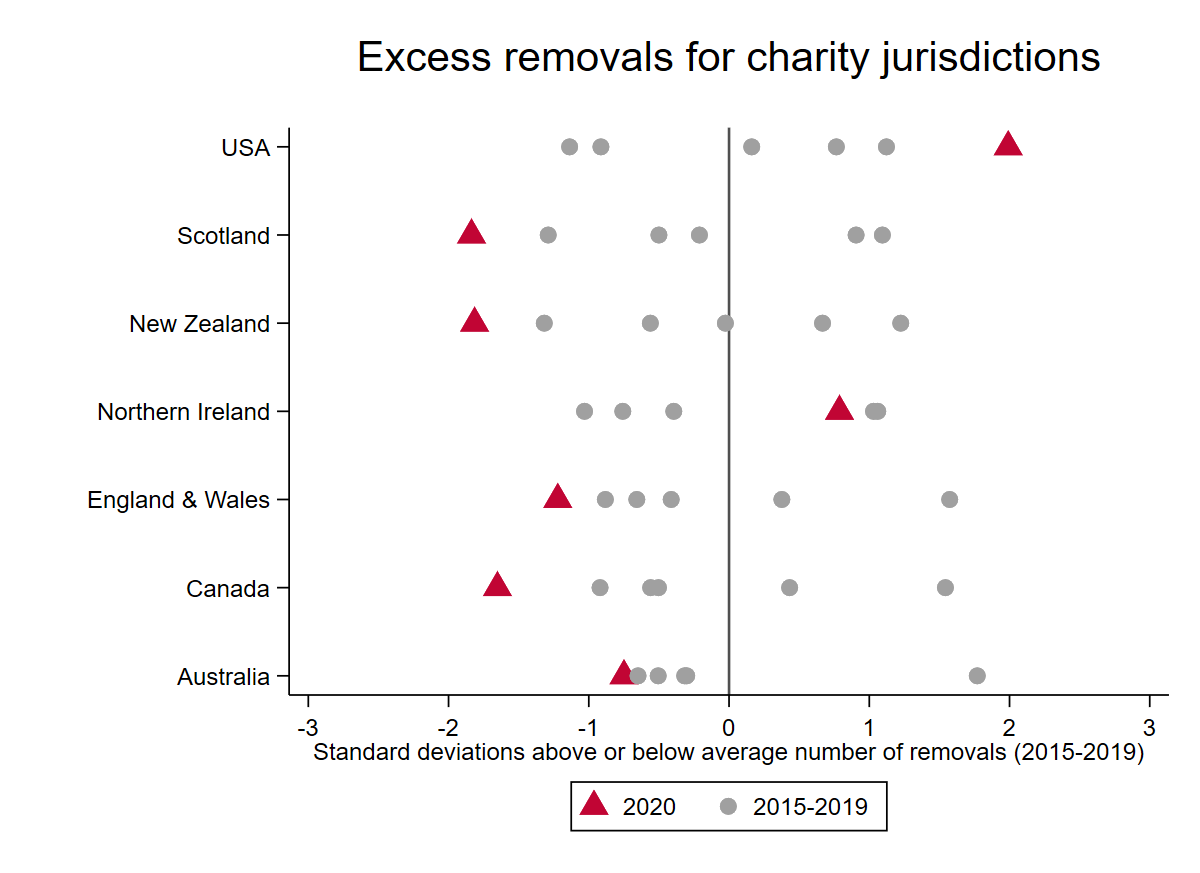 Excess removals for charity jurisdictions
USA
Scotland
New Zealand
Northern Ireland
England & Wales
Canada
Australia
-3 -2 -1 0 1 2 3
Standard deviations above or below average number of removals (2015-2019)
2020 2015-2019